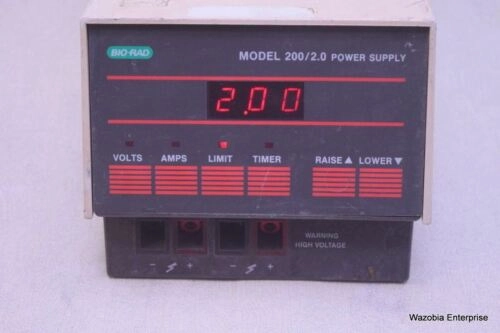 BIO-RAD
MODEL 200/2.0 POWER SUPPLY
2.00
VOLTS AMPS LIMIT TIMER RAISE ▲ LOWER ▼
WARNING
HIGH VOLTAGE
− + − +
Wazobia Enterprise